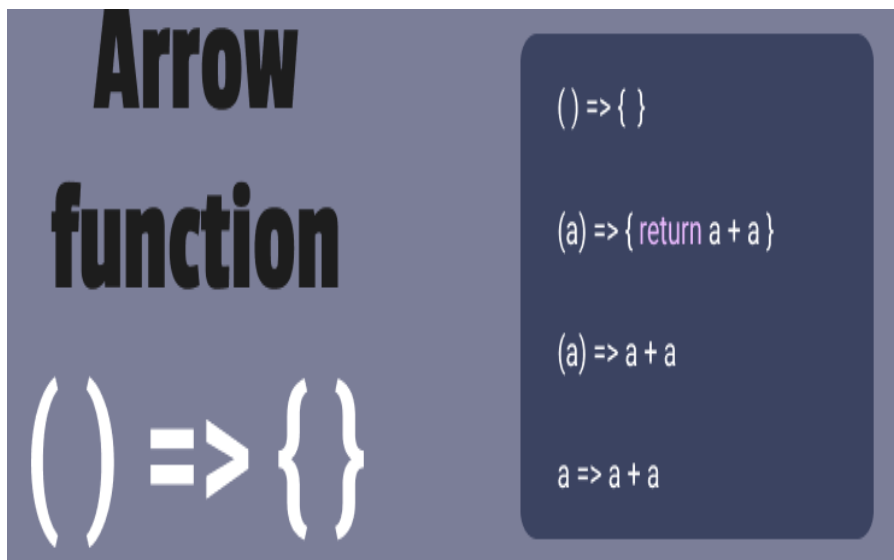 Arrow
function
( ) => { }
( ) => { }
(a) => { return a + a }
(a) => a + a
a => a + a